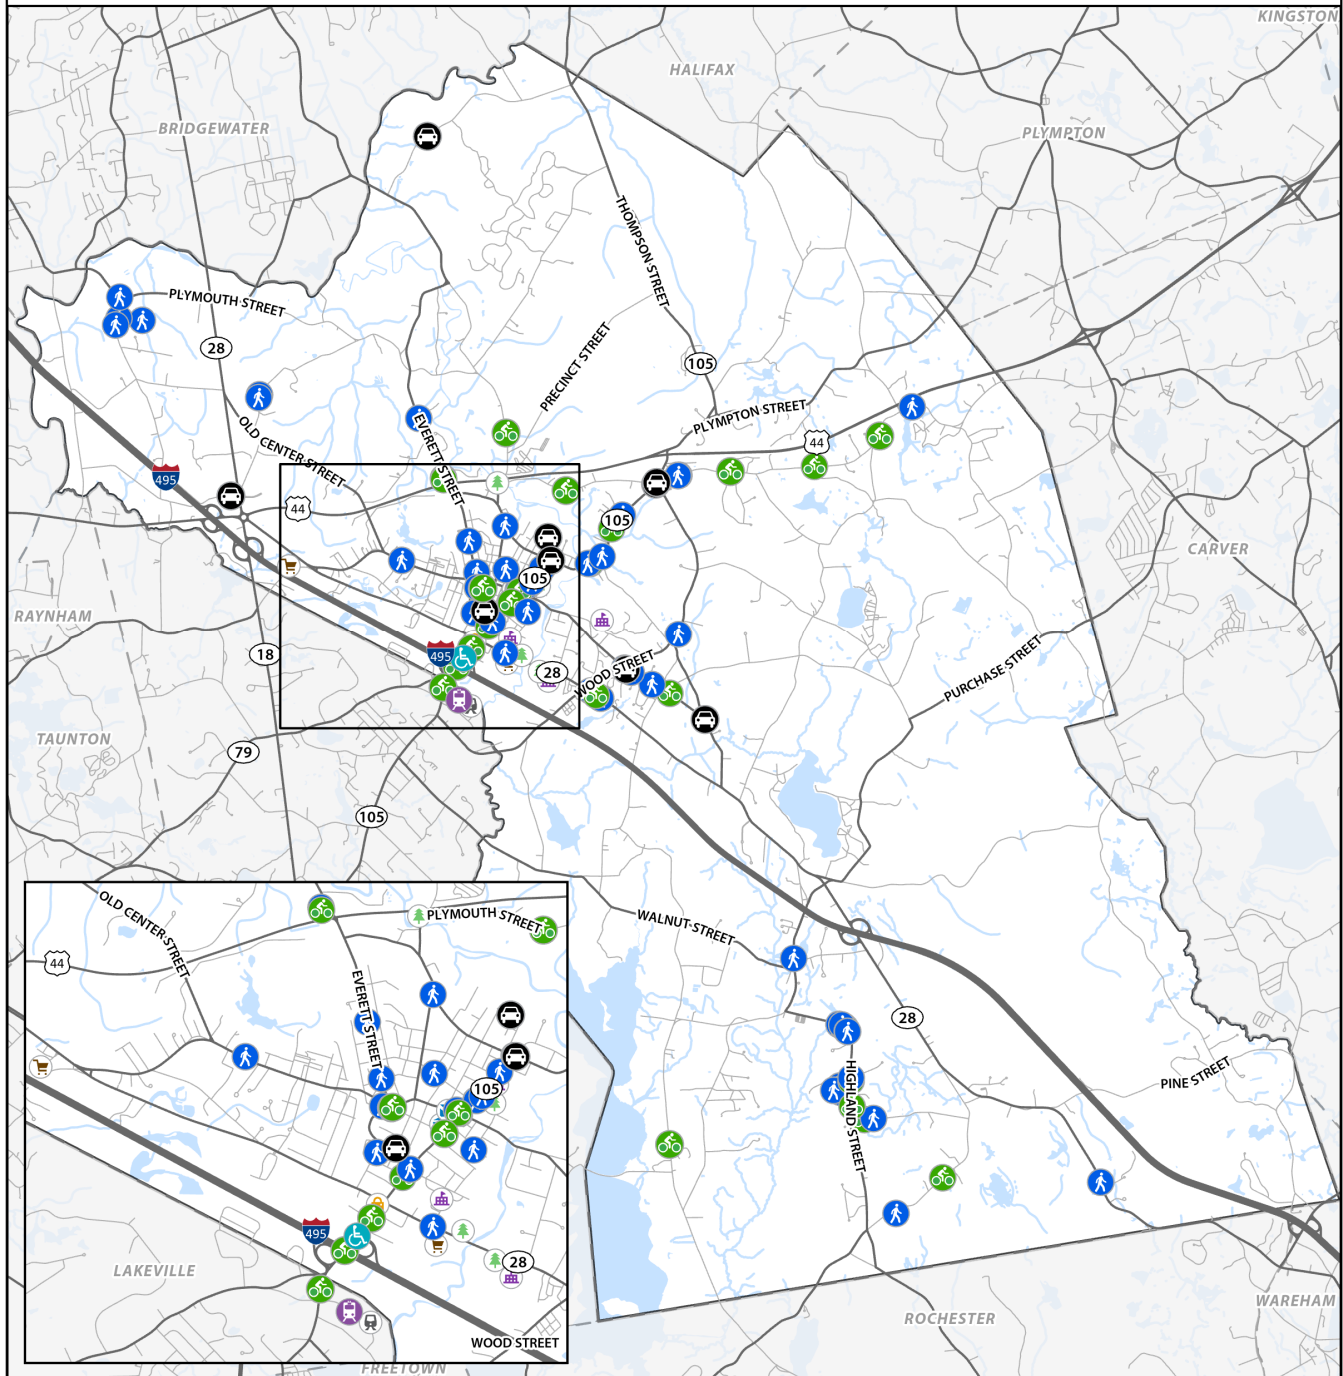 KINGSTON
HALIFAX
BRIDGEWATER
PLYMPTON
THOMPSON STREET
PLYMOUTH STREET
28
PRECINCT STREET
105
PLYMPTON STREET
EVERETT STREET
OLD CENTER STREET
44
495
44
105
CARVER
105
RAYNHAM
18
495
28
WOOD STREET
PURCHASE STREET
TAUNTON
79
105
OLD CENTER STREET
PLYMOUTH STREET
WALNUT STREET
44
EVERETT STREET
28
105
HIGHLAND STREET
PINE STREET
495
28
LAKEVILLE
WAREHAM
ROCHESTER
WOOD STREET
FREETOWN